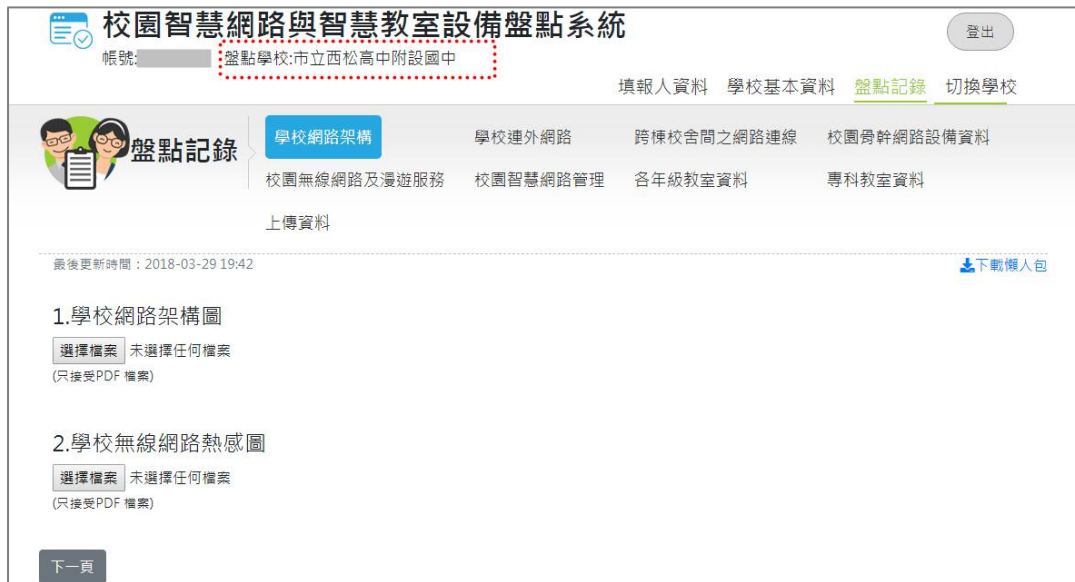 校園智慧網路與智慧教室設備盤點系統
登出
帳號: 盤點學校:市立西松高中附設國中
填報人資料 學校基本資料 盤點記錄 切換學校
盤點記錄
學校網路架構 學校連外網路 跨棟校舍間之網路連線 校園骨幹網路設備資料
校園無線網路及漫遊服務 校園智慧網路管理 各年級教室資料 專科教室資料
上傳資料
最後更新時間：2018-03-29 19:42 下載懶人包
1.學校網路架構圖
選擇檔案 未選擇任何檔案
(只接受PDF 檔案)
2.學校無線網路熱感圖
選擇檔案 未選擇任何檔案
(只接受PDF 檔案)
下一頁